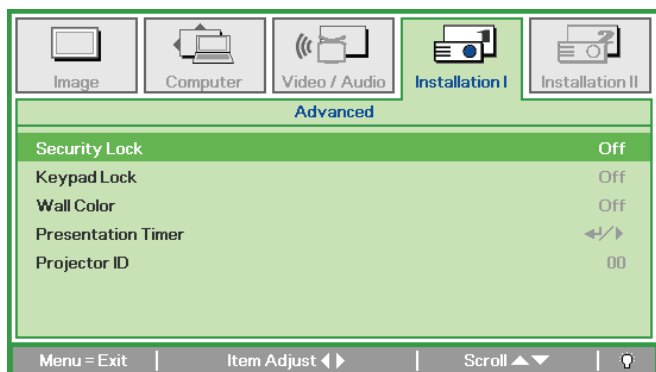 Image Computer Video / Audio Installation I Installation II
Advanced
Security Lock Off
Keypad Lock Off
Wall Color Off
Presentation Timer ↵/▶
Projector ID 00
Menu = Exit Item Adjust ◀▶ Scroll ▲▼